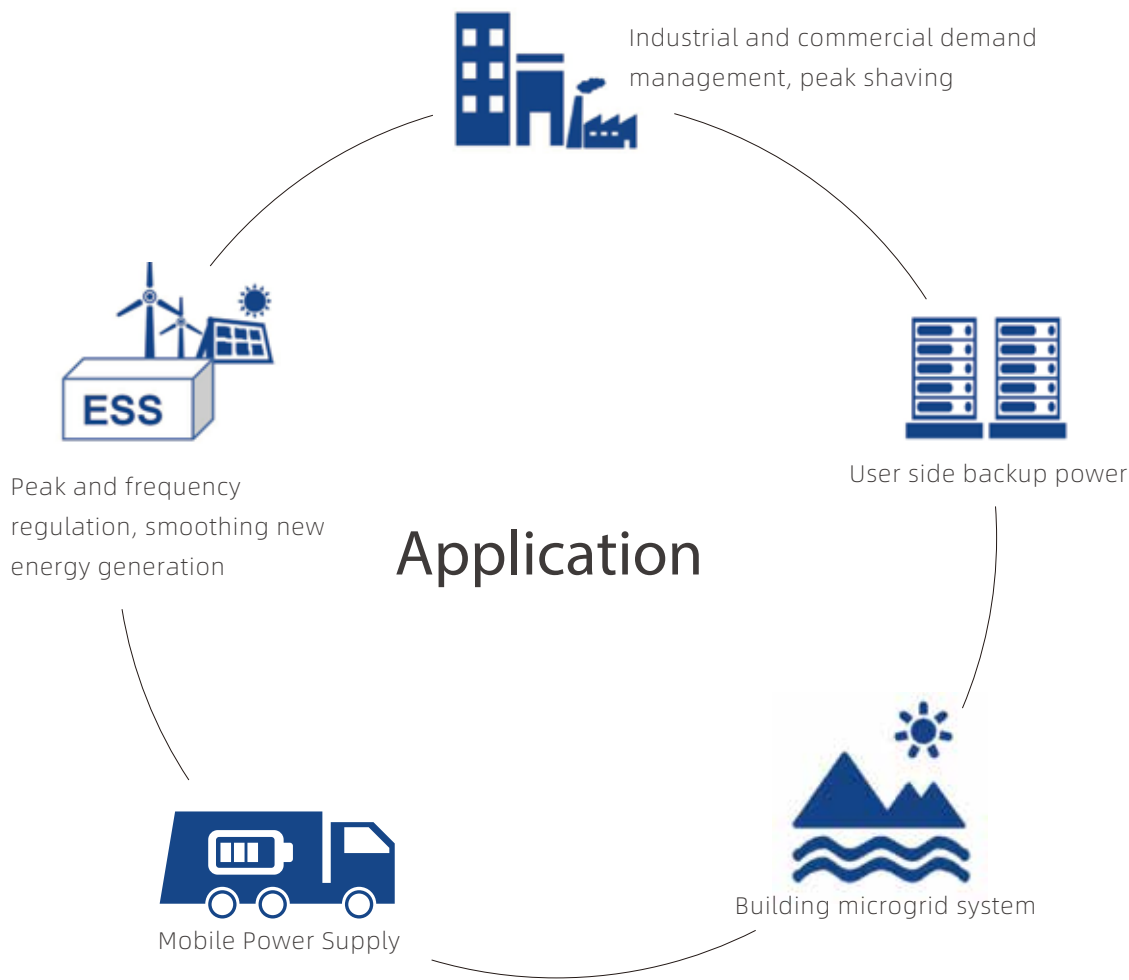 Industrial and commercial demand
management, peak shaving
ESS
User side backup power
Peak and frequency
regulation, smoothing new
energy generation
Application
Building microgrid system
Mobile Power Supply